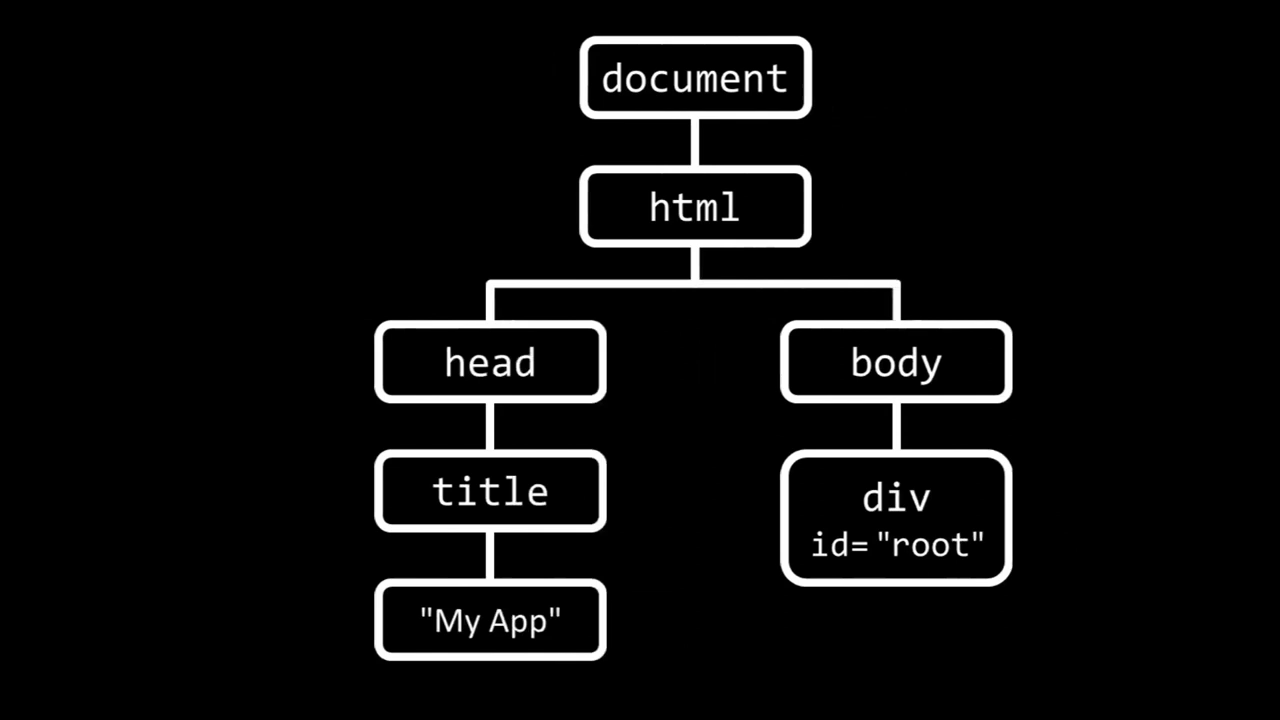 document
html
head
body
title
div
id="root"
"My App"